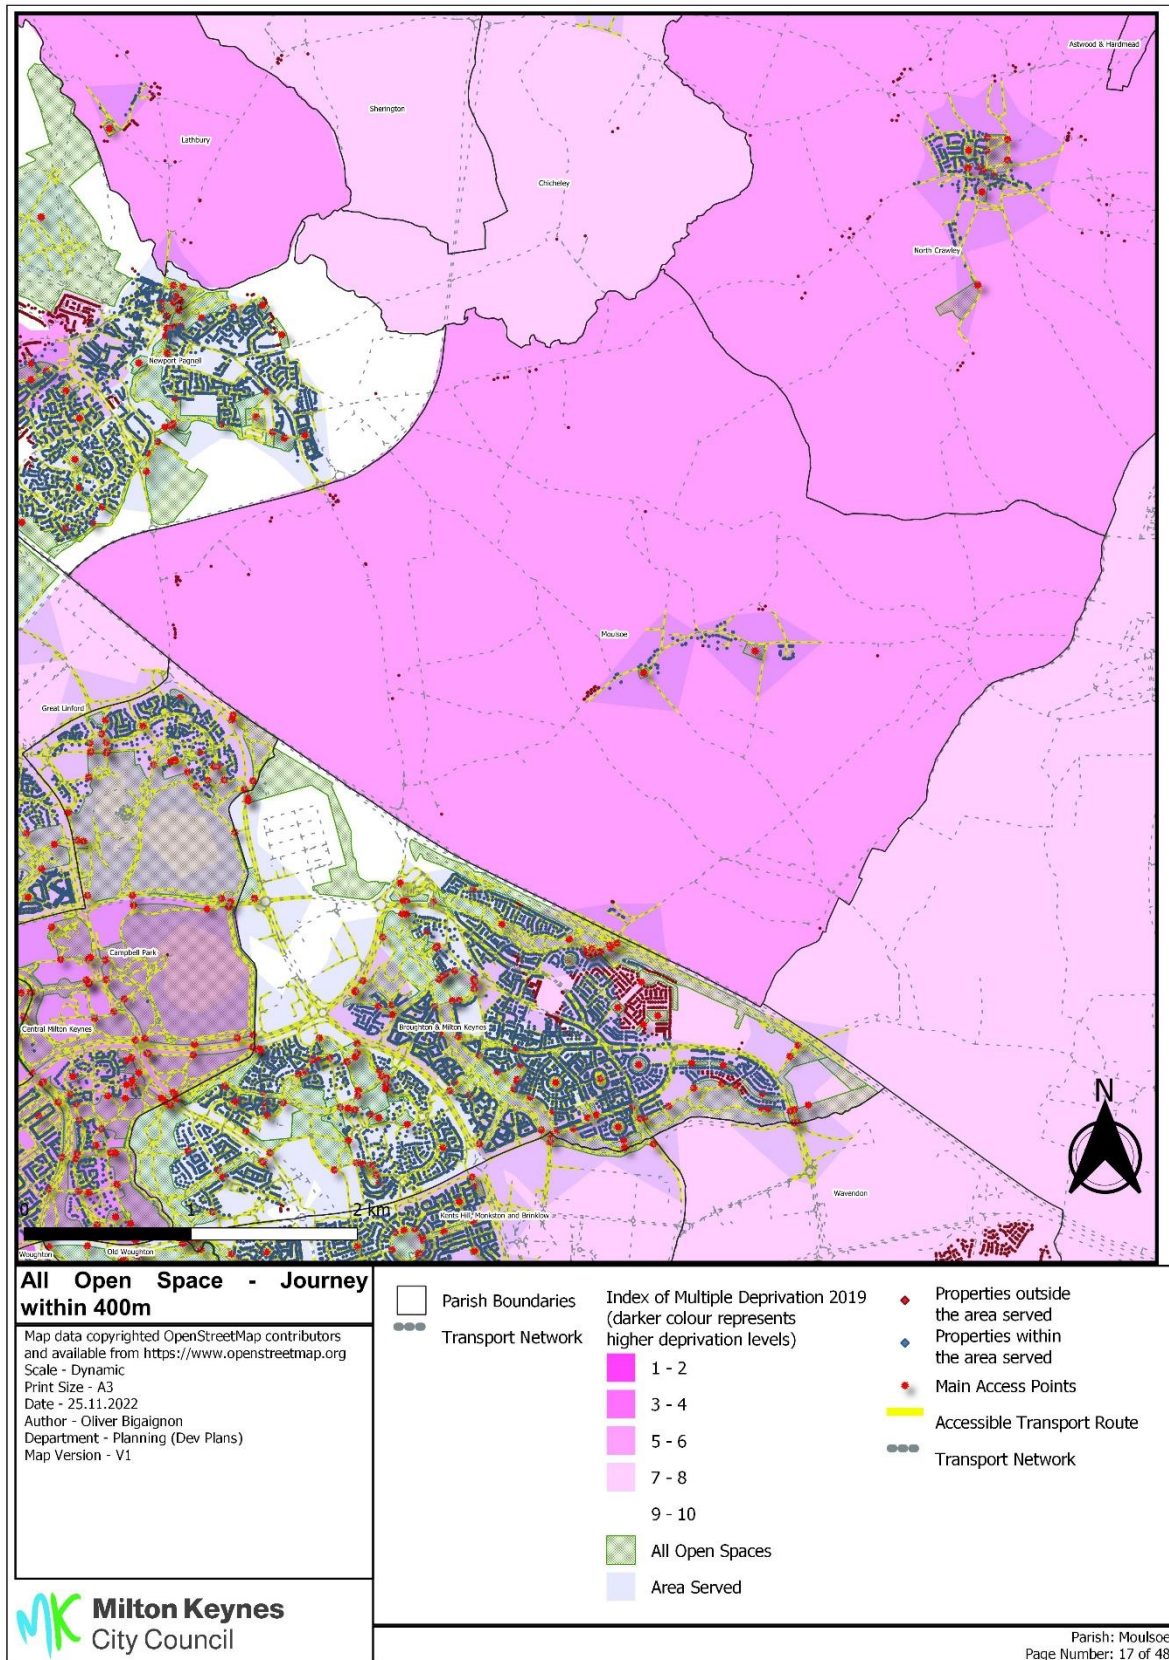 Astwood & Hardmead
Sherington
Lathbury
Chicheley
North Crawley
Newport Pagnell
Moulsoe
Great Linford
Campbell Park
Central Milton Keynes
Broughton & Milton Keynes
N
Wavendon
0 1 2 km
Kents Hill, Monkston and Brinklow
Woughton
Old Woughton
All Open Space - Journey
within 400m
Map data copyrighted OpenStreetMap contributors
and available from https://www.openstreetmap.org
Scale - Dynamic
Print Size - A3
Date - 25.11.2022
Author - Oliver Bigaignon
Department - Planning (Dev Plans)
Map Version - V1
MK Milton Keynes
City Council
Parish Boundaries
Transport Network
Index of Multiple Deprivation 2019
(darker colour represents
higher deprivation levels)
1 - 2
3 - 4
5 - 6
7 - 8
9 - 10
All Open Spaces
Area Served
Properties outside
the area served
Properties within
the area served
Main Access Points
Accessible Transport Route
Transport Network
Parish: Moulsoe
Page Number: 17 of 48